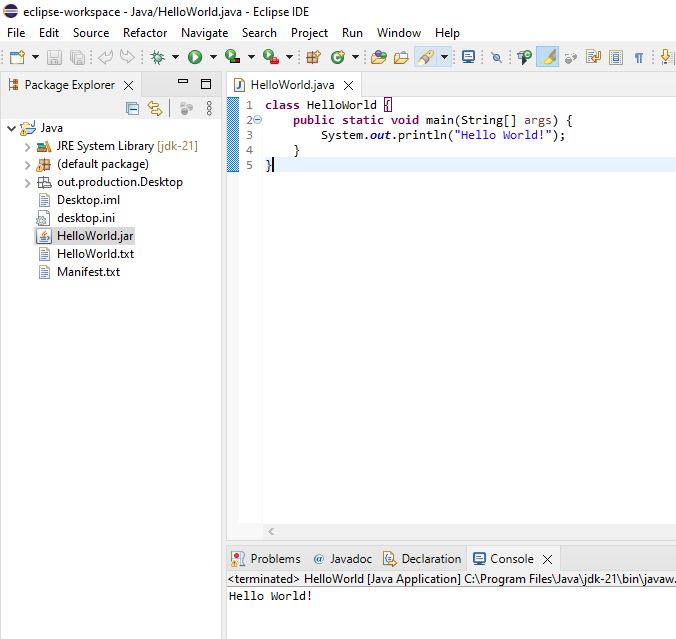 eclipse-workspace - Java/HelloWorld.java - Eclipse IDE
File Edit Source Refactor Navigate Search Project Run Window Help
Package Explorer
Java
JRE System Library [jdk-21]
(default package)
out.production.Desktop
Desktop.iml
desktop.ini
HelloWorld.jar
HelloWorld.txt
Manifest.txt
HelloWorld.java
1 class HelloWorld {
2 public static void main(String[] args) {
3 System.out.println("Hello World!");
4 }
5 }
Problems @ Javadoc Declaration Console
<terminated> HelloWorld [Java Application] C:\Program Files\Java\jdk-21\bin\javaw.
Hello World!